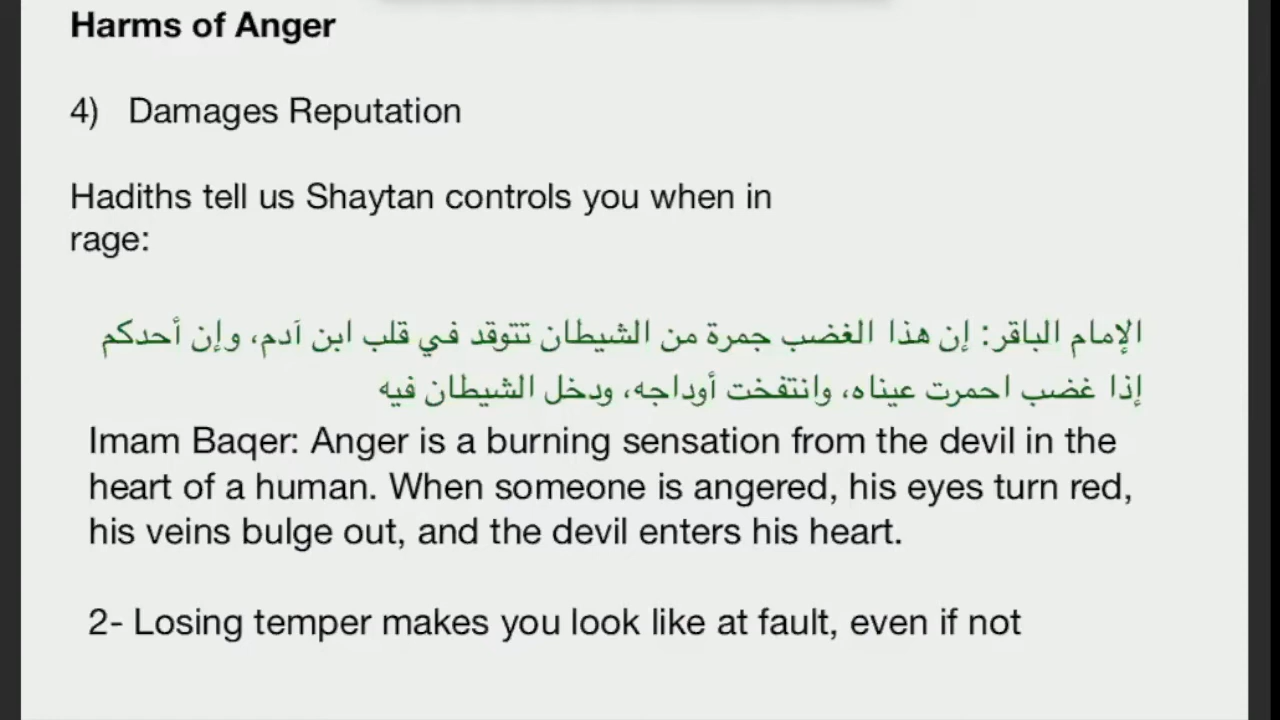 Harms of Anger
4) Damages Reputation
Hadiths tell us Shaytan controls you when in
rage:
الإمام الباقر: إن هذا الغضب جمرة من الشيطان تتوقد في قلب ابن آدم، وإن أحدكم
إذا غضب احمرت عيناه، وانتفخت أوداجه، ودخل الشيطان فيه
Imam Baqer: Anger is a burning sensation from the devil in the
heart of a human. When someone is angered, his eyes turn red,
his veins bulge out, and the devil enters his heart.
2- Losing temper makes you look like at fault, even if not